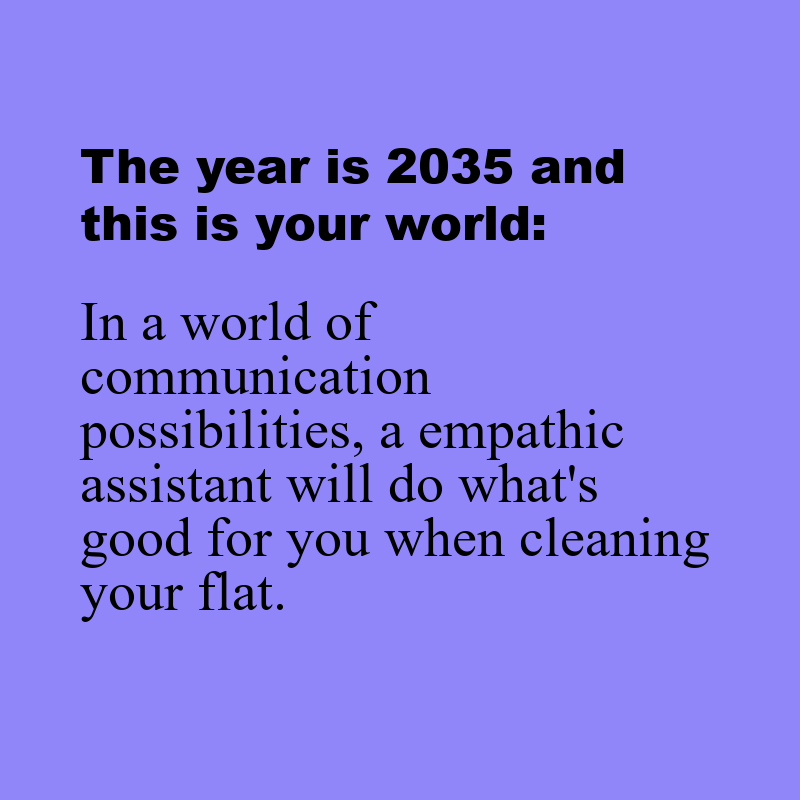 The year is 2035 and
this is your world:
In a world of
communication
possibilities, a empathic
assistant will do what's
good for you when cleaning
your flat.